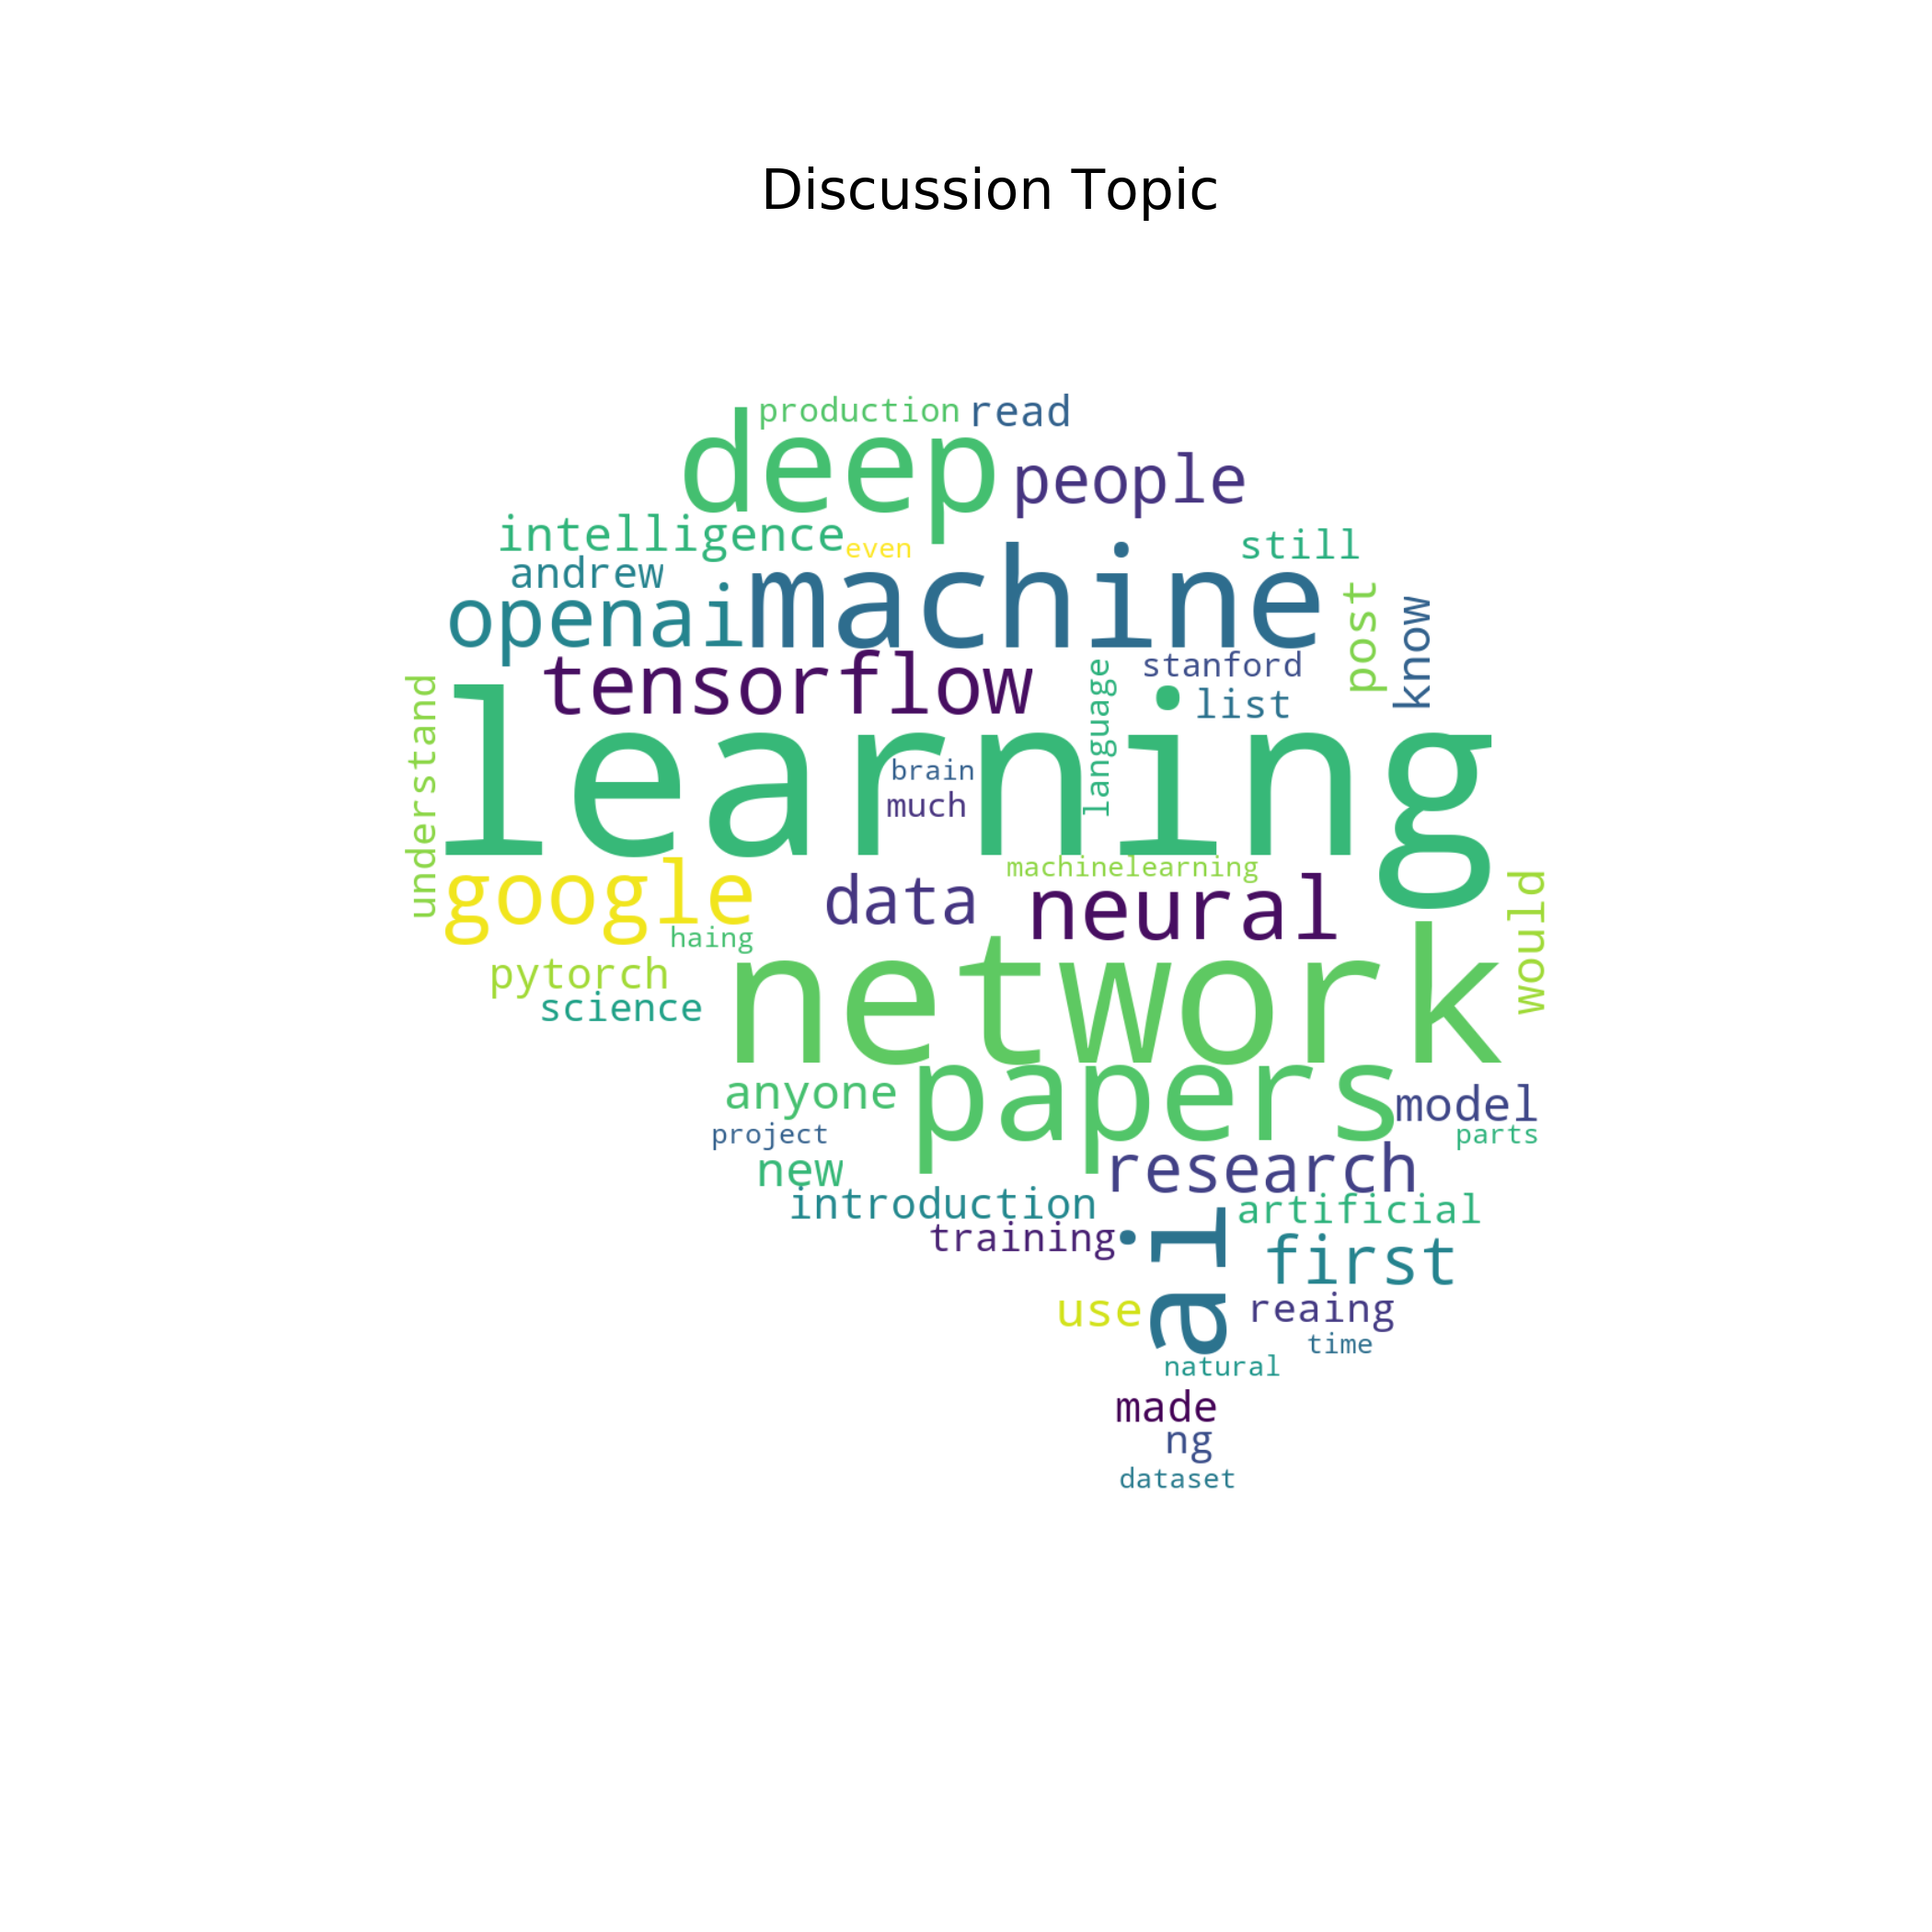 Discussion Topic
production read
deep people
intelligence even still
andrew
openai machine post know
tensorflow stanford
language list
understand learning
brain
much
machinelearning
google data neural would
haing
pytorch network
science
papers
anyone model
project parts
new research
introduction artificial
training ai first
use reaing
time
natural
made
ng
dataset